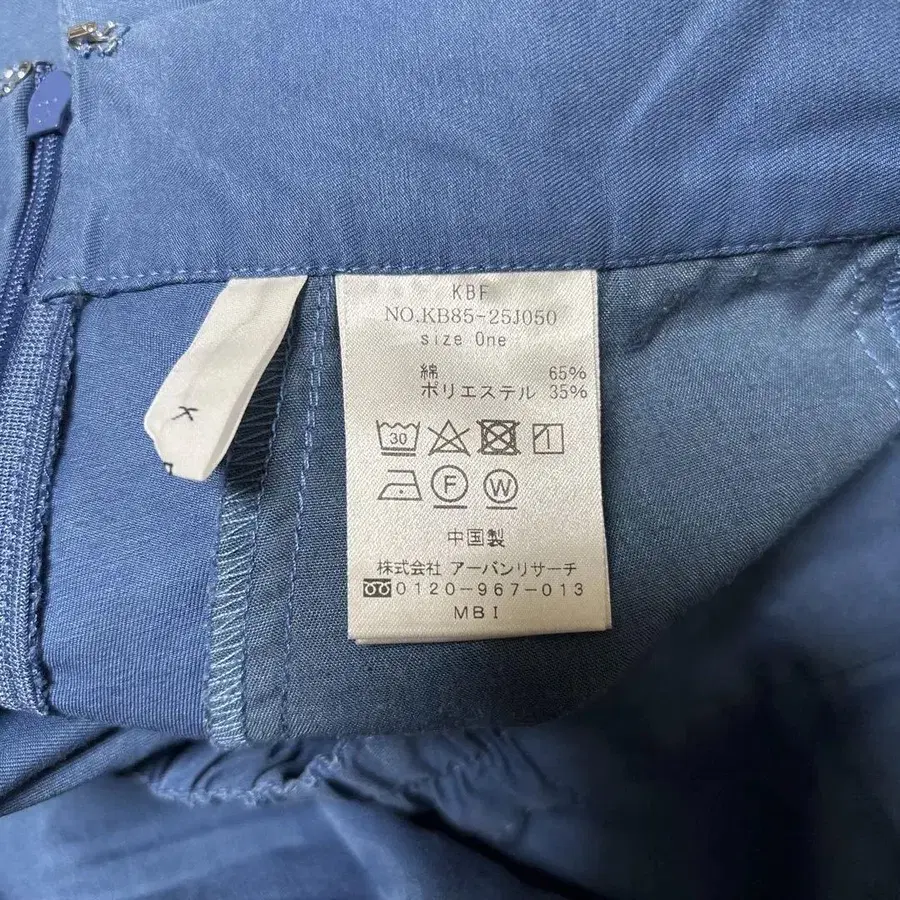 KBF
NO.KB85-25J050
size One
綿 65%
ポリエステル 35%
30
F W
中国製
株式会社 アーバンリサーチ
0120-967-013
MBI
K